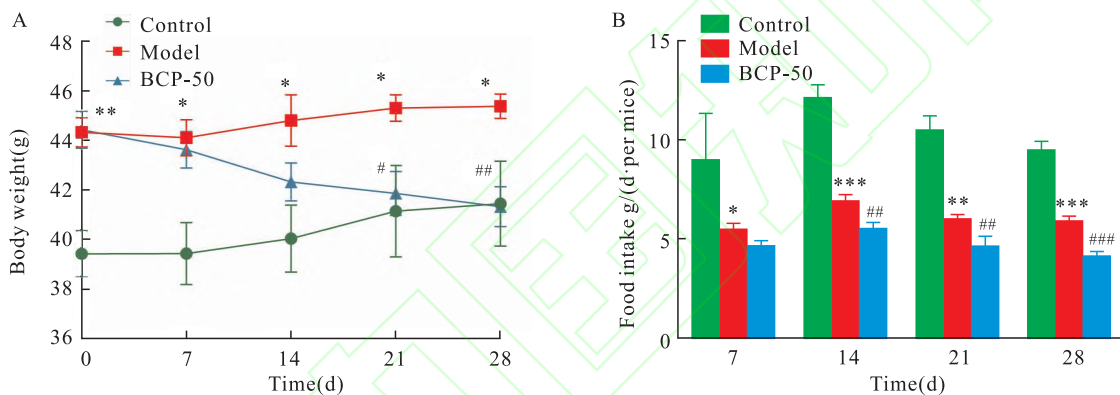 A
Control
Model
BCP-50
48
46
44
42
40
38
36
Body weight(g)
**
*
*
*
*
#
##
0
7
14
21
28
Time(d)
B
Control
Model
BCP-50
15
10
5
0
Food intake g/(d·per mice)
*
***
##
**
##
***
###
7
14
21
28
Time(d)